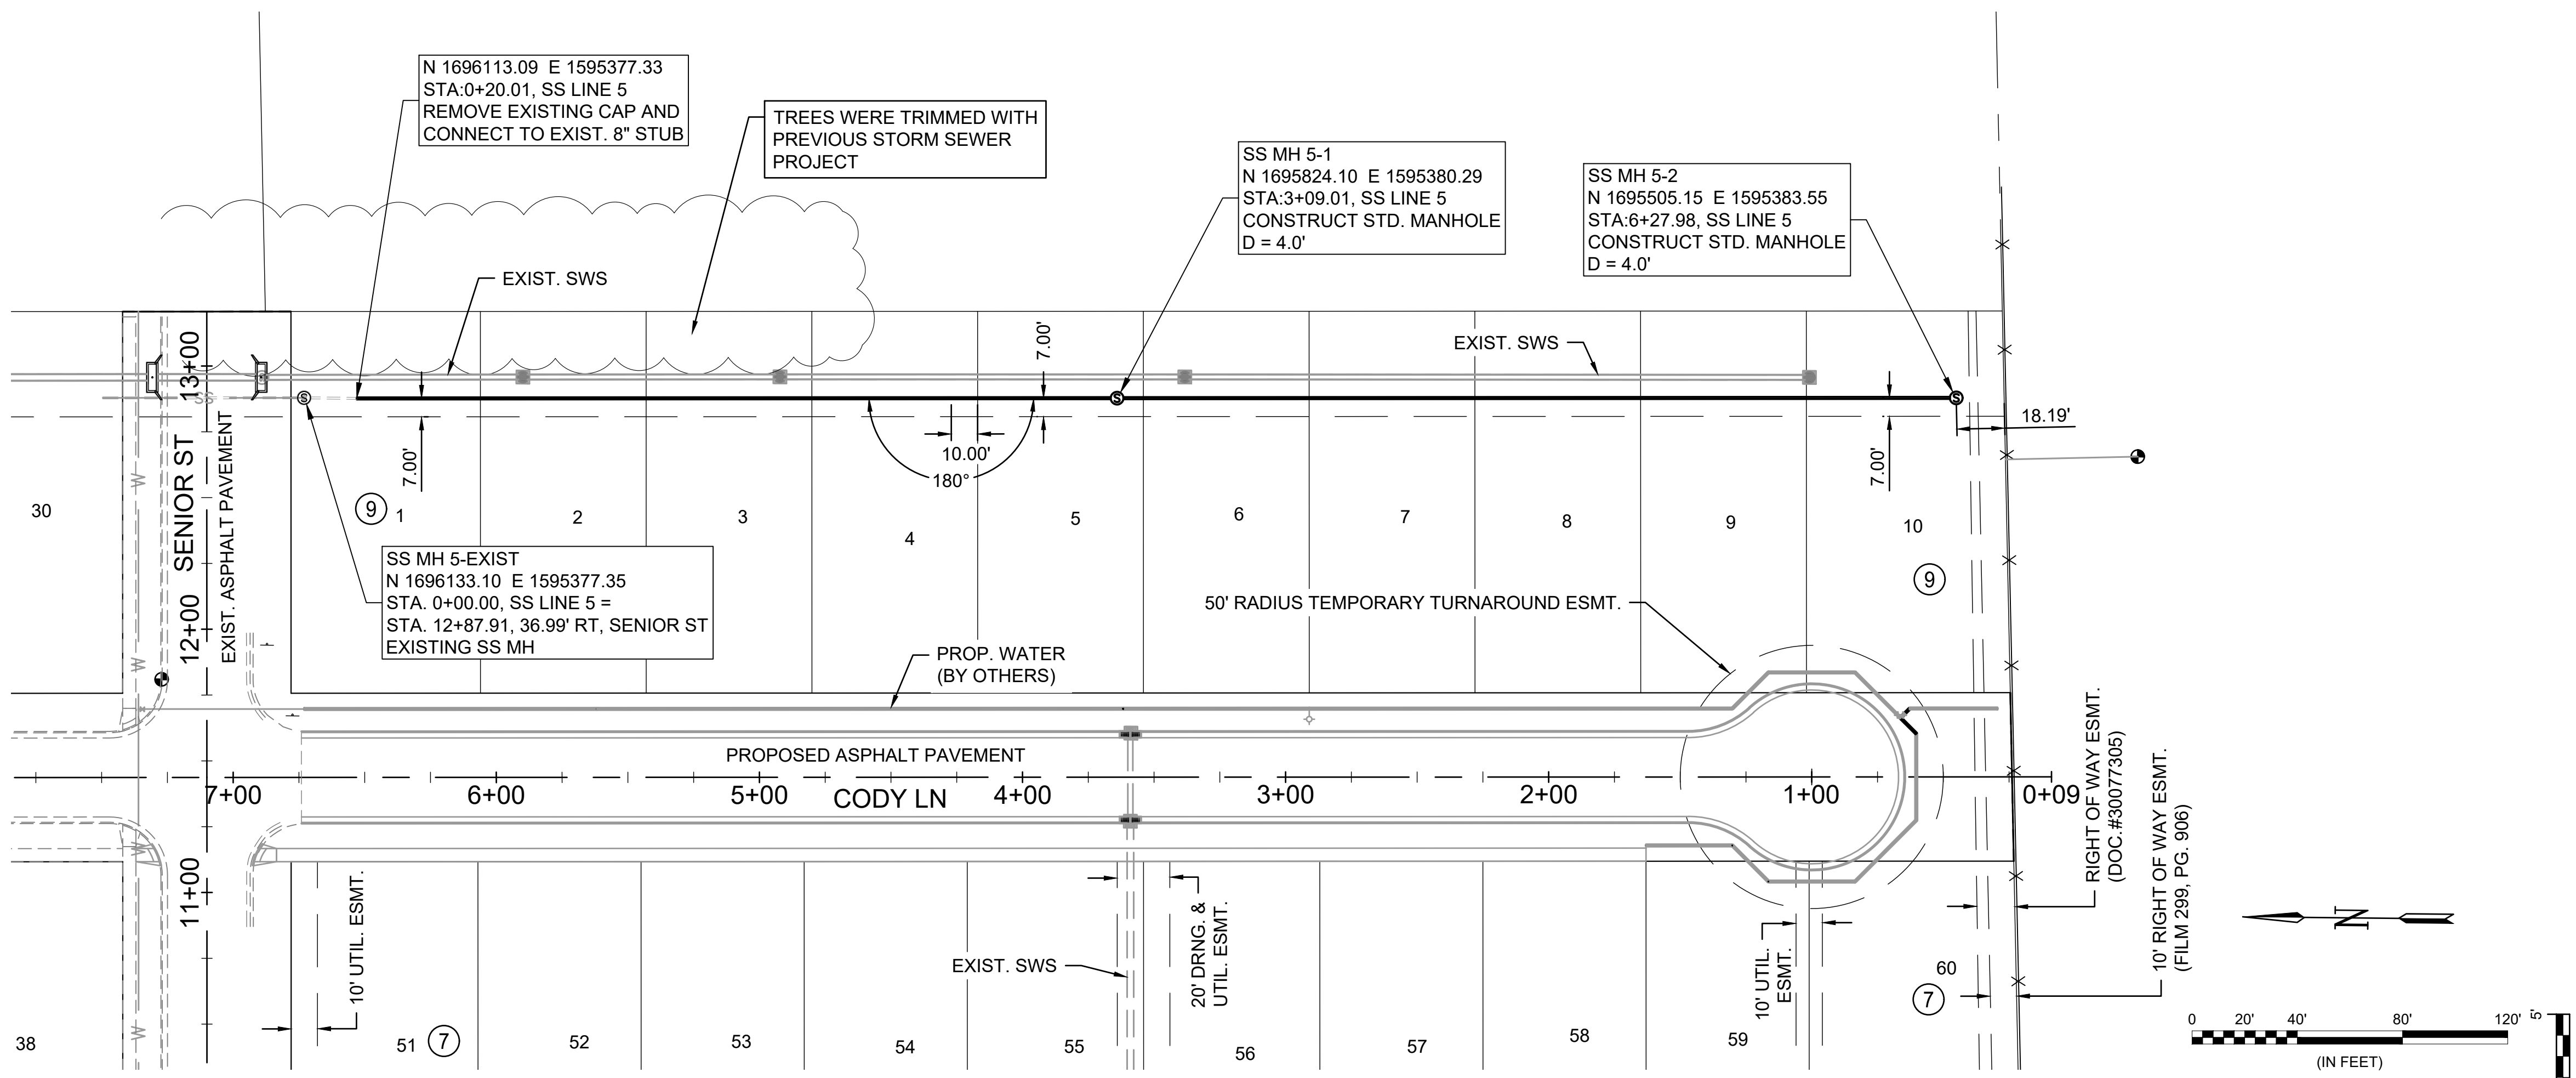 N 1696113.09 E 1595377.33
STA:0+20.01, SS LINE 5
REMOVE EXISTING CAP AND
CONNECT TO EXIST. 8" STUB
TREES WERE TRIMMED WITH
PREVIOUS STORM SEWER
PROJECT
SS MH 5-1
N 1695824.10 E 1595380.29
STA:3+09.01, SS LINE 5
CONSTRUCT STD. MANHOLE
D = 4.0'
SS MH 5-2
N 1695505.15 E 1595383.55
STA:6+27.98, SS LINE 5
CONSTRUCT STD. MANHOLE
D = 4.0'
EXIST. SWS
EXIST. SWS
7.00'
7.00'
7.00'
10.00'
180°
18.19'
SS
S
S
S
13+00
12+00
11+00
SENIOR ST
EXIST. ASPHALT PAVEMENT
W
W
W
W
30
9
1
2
3
4
5
6
7
8
9
10
9
SS MH 5-EXIST
N 1696133.10 E 1595377.35
STA. 0+00.00, SS LINE 5 =
STA. 12+87.91, 36.99' RT, SENIOR ST
EXISTING SS MH
50' RADIUS TEMPORARY TURNAROUND ESMT.
PROP. WATER
(BY OTHERS)
PROPOSED ASPHALT PAVEMENT
7+00
6+00
5+00
CODY LN
4+00
3+00
2+00
1+00
0+09
10' UTIL. ESMT.
EXIST. SWS
20' DRNG. &
UTIL. ESMT.
10' UTIL.
ESMT.
RIGHT OF WAY ESMT.
(DOC.#30077305)
10' RIGHT OF WAY ESMT.
(FILM 299, PG. 906)
38
51
7
52
53
54
55
56
57
58
59
60
7
N
0 20' 40' 80' 120'
(IN FEET)
5'